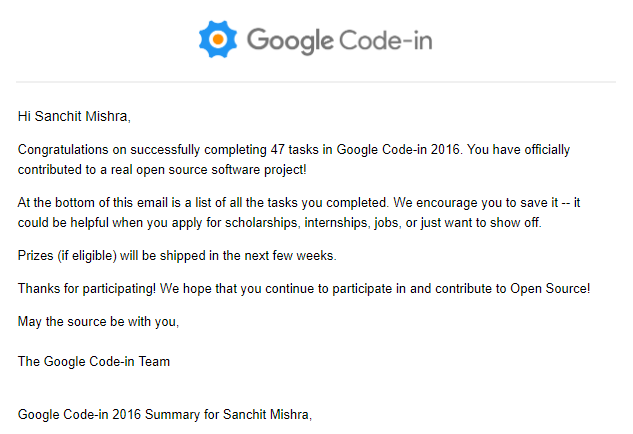 Google Code-in
Hi Sanchit Mishra,
Congratulations on successfully completing 47 tasks in Google Code-in 2016. You have officially
contributed to a real open source software project!
At the bottom of this email is a list of all the tasks you completed. We encourage you to save it -- it
could be helpful when you apply for scholarships, internships, jobs, or just want to show off.
Prizes (if eligible) will be shipped in the next few weeks.
Thanks for participating! We hope that you continue to participate in and contribute to Open Source!
May the source be with you,
The Google Code-in Team
Google Code-in 2016 Summary for Sanchit Mishra,